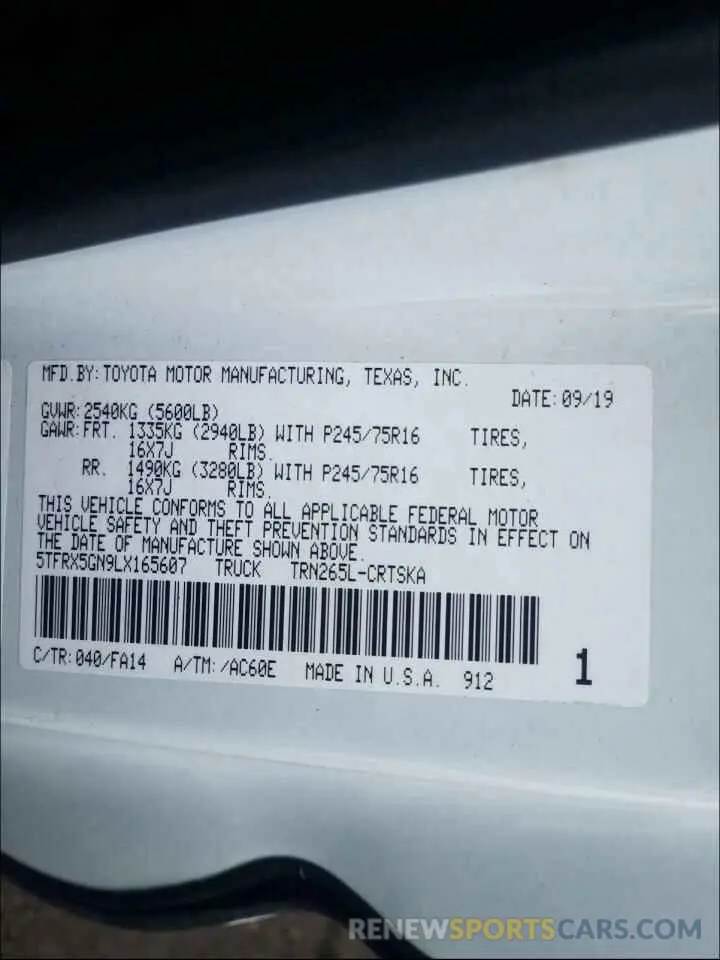 MFD.BY:TOYOTA MOTOR MANUFACTURING, TEXAS, INC.
DATE:09/19
GVWR:2540KG (5600LB)
GAWR:FRT. 1335KG (2940LB) WITH P245/75R16 TIRES,
16X7J RIMS.
RR. 1490KG (3280LB) WITH P245/75R16 TIRES,
16X7J RIMS.
THIS VEHICLE CONFORMS TO ALL APPLICABLE FEDERAL MOTOR
VEHICLE SAFETY AND THEFT PREVENTION STANDARDS IN EFFECT ON
THE DATE OF MANUFACTURE SHOWN ABOVE.
5TFRX5GN9LX165607 TRUCK TRN265L-CRTSKA
C/TR:040/FA14 A/TM:/AC60E MADE IN U.S.A. 912 1
RENEWSPORTSCARS.COM